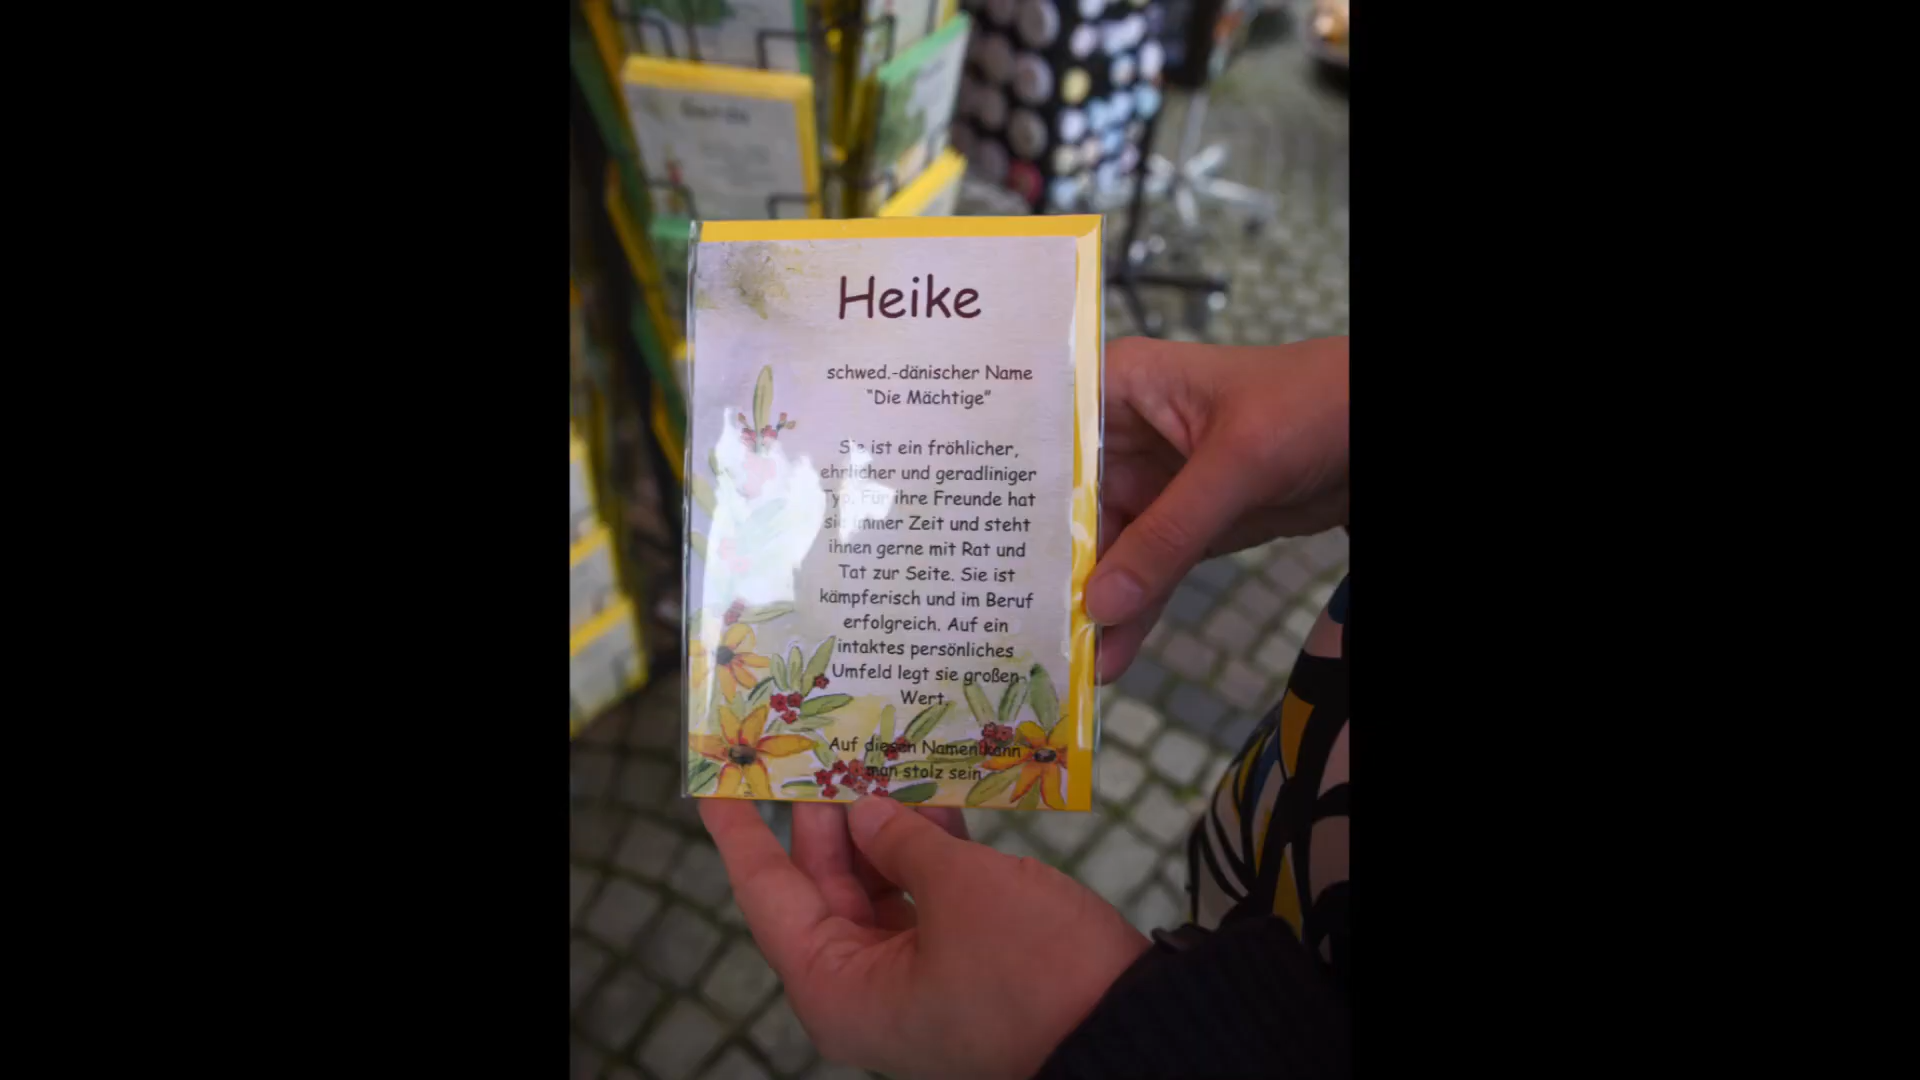 Heike
schwed.-dänischer Name
"Die Mächtige"
Sie ist ein fröhlicher,
ehrlicher und geradliniger
Typ. Für ihre Freunde hat
sie immer Zeit und steht
ihnen gerne mit Rat und
Tat zur Seite. Sie ist
kämpferisch und im Beruf
erfolgreich. Auf ein
intaktes persönliches
Umfeld legt sie großen
Wert.
Auf diesen Namen kann
man stolz sein